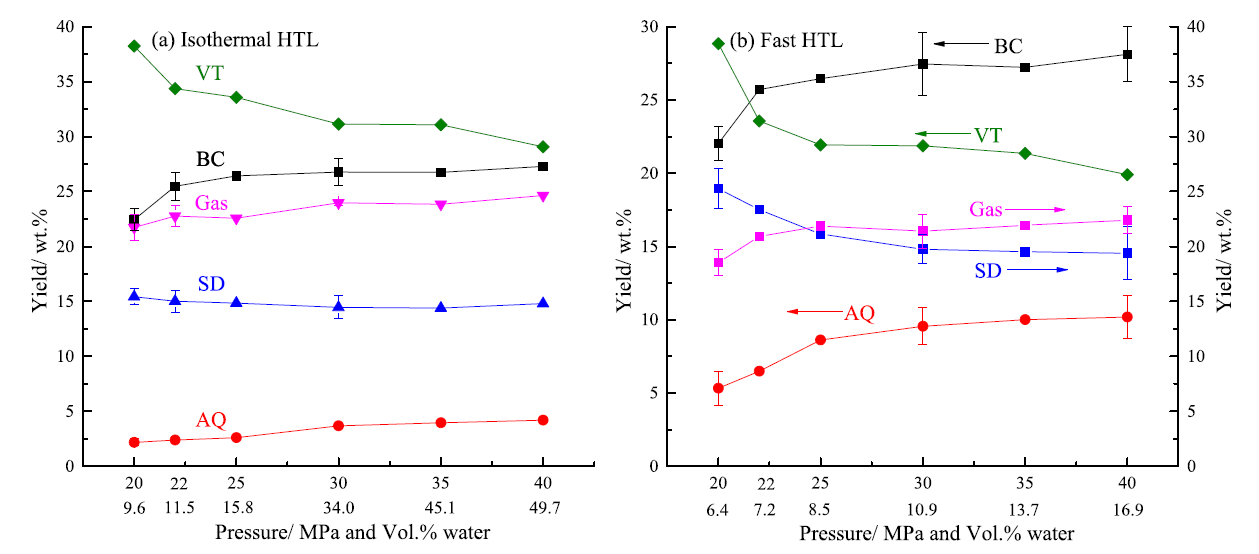 (a) Isothermal HTL
40
35
30
25
20
15
10
5
0
Yield/ wt.%
VT
BC
Gas
SD
AQ
20 22 25 30 35 40
9.6 11.5 15.8 34.0 45.1 49.7
Pressure/ MPa and Vol.% water
(b) Fast HTL
30
25
20
15
10
5
0
Yield/ wt.%
BC
VT
Gas
SD
AQ
40
35
30
25
20
15
10
5
0
Yield/ wt.%
20 22 25 30 35 40
6.4 7.2 8.5 10.9 13.7 16.9
Pressure/ MPa and Vol.% water